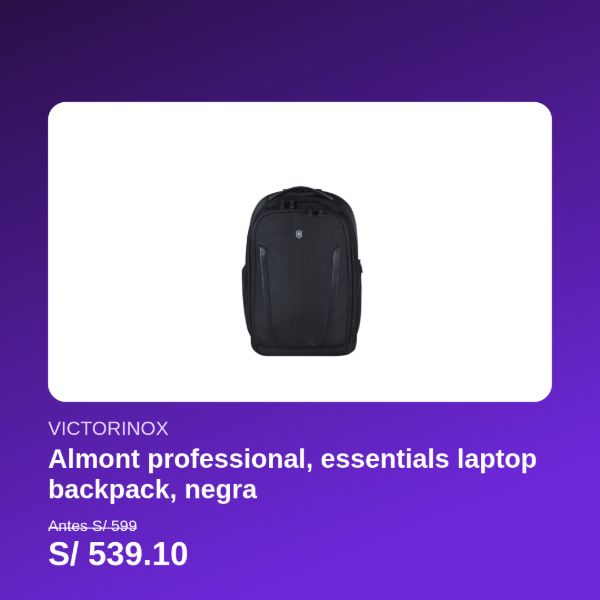 VICTORINOX
Almont professional, essentials laptop
backpack, negra
Antes S/ 599
S/ 539.10